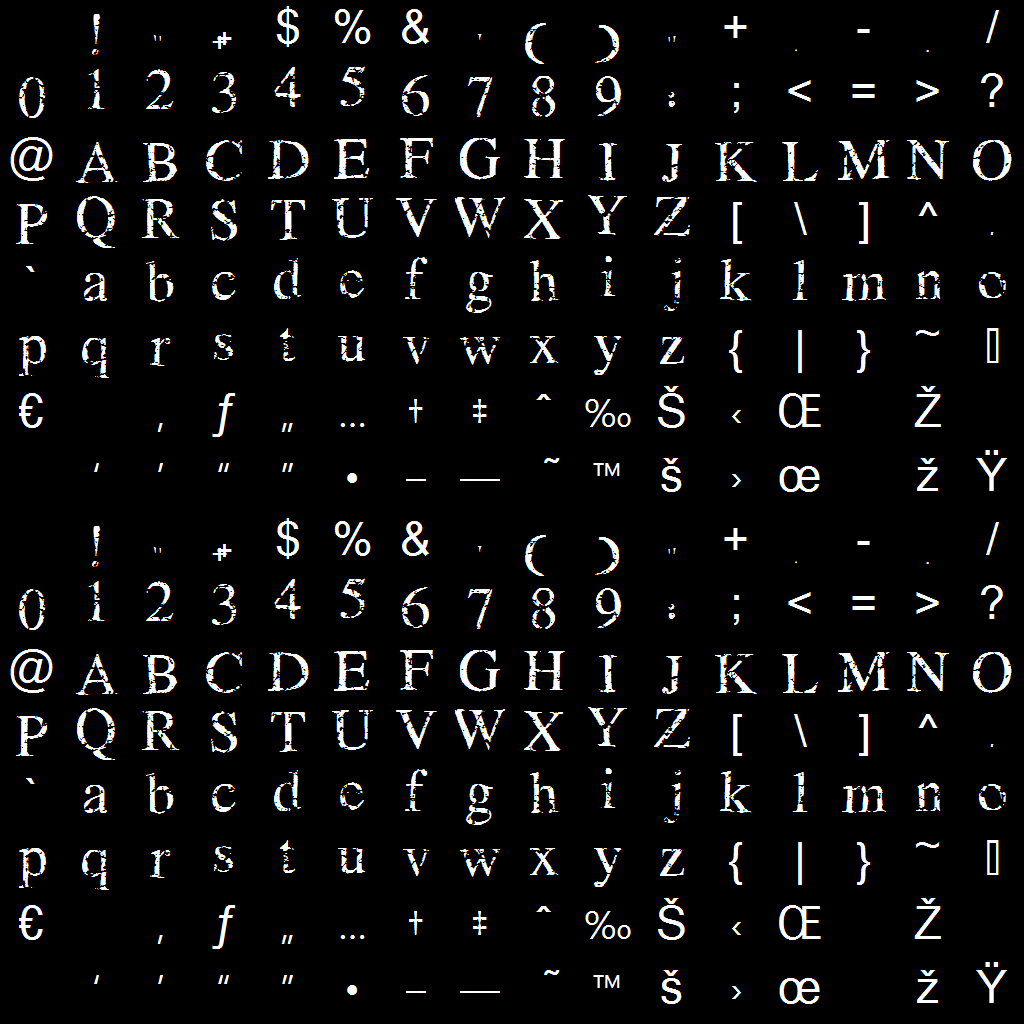 ! " + $ % & ' ( ) " + . - . /
0 1 2 3 4 5 6 7 8 9 : ; < = > ?
@ A B C D E F G H I J K L M N O
P Q R S T U V W X Y Z [ \ ] ^ .
` a b c d e f g h i j k l m n o
p q r s t u v w x y z { | } ~ ▯
€ ‚ ƒ „ … † ‡ ˆ ‰ Š ‹ Œ Ž
‘ ’ “ ” • – — ˜ ™ š › œ ž Ÿ
! " + $ % & ' ( ) " + . - . /
0 1 2 3 4 5 6 7 8 9 : ; < = > ?
@ A B C D E F G H I J K L M N O
P Q R S T U V W X Y Z [ \ ] ^ .
` a b c d e f g h i j k l m n o
p q r s t u v w x y z { | } ~ ▯
€ ‚ ƒ „ … † ‡ ˆ ‰ Š ‹ Œ Ž
‘ ’ “ ” • – — ˜ ™ š › œ ž Ÿ